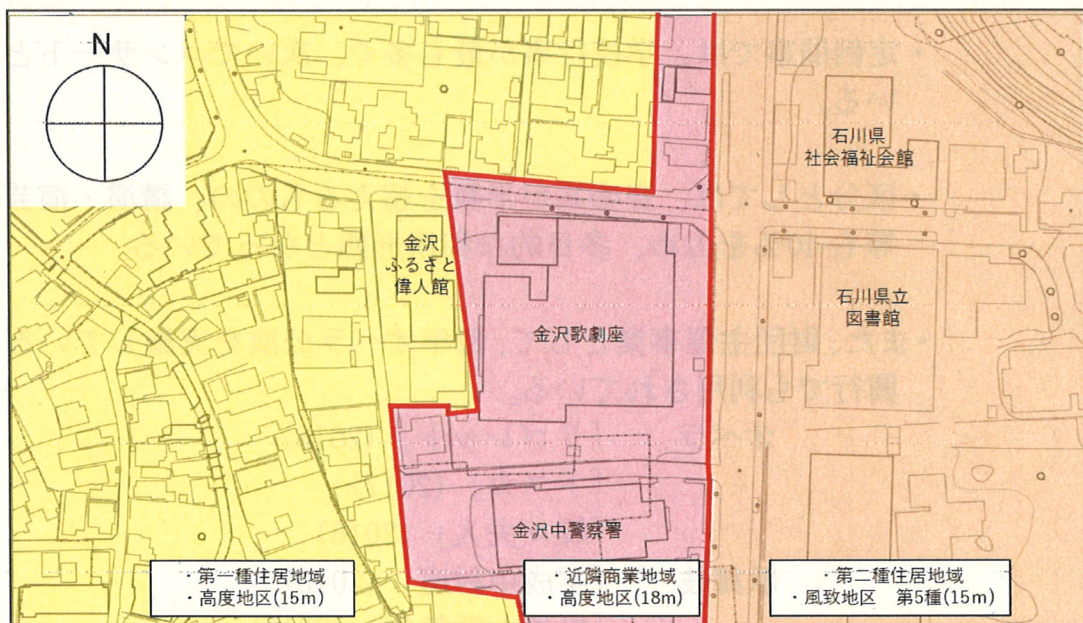 N
石川県
社会福祉会館
金沢
ふるさと
偉人館
石川県立
図書館
金沢歌劇座
金沢中警察署
・第一種住居地域
・高度地区(15m)
・近隣商業地域
・高度地区(18m)
・第二種住居地域
・風致地区 第5種(15m)